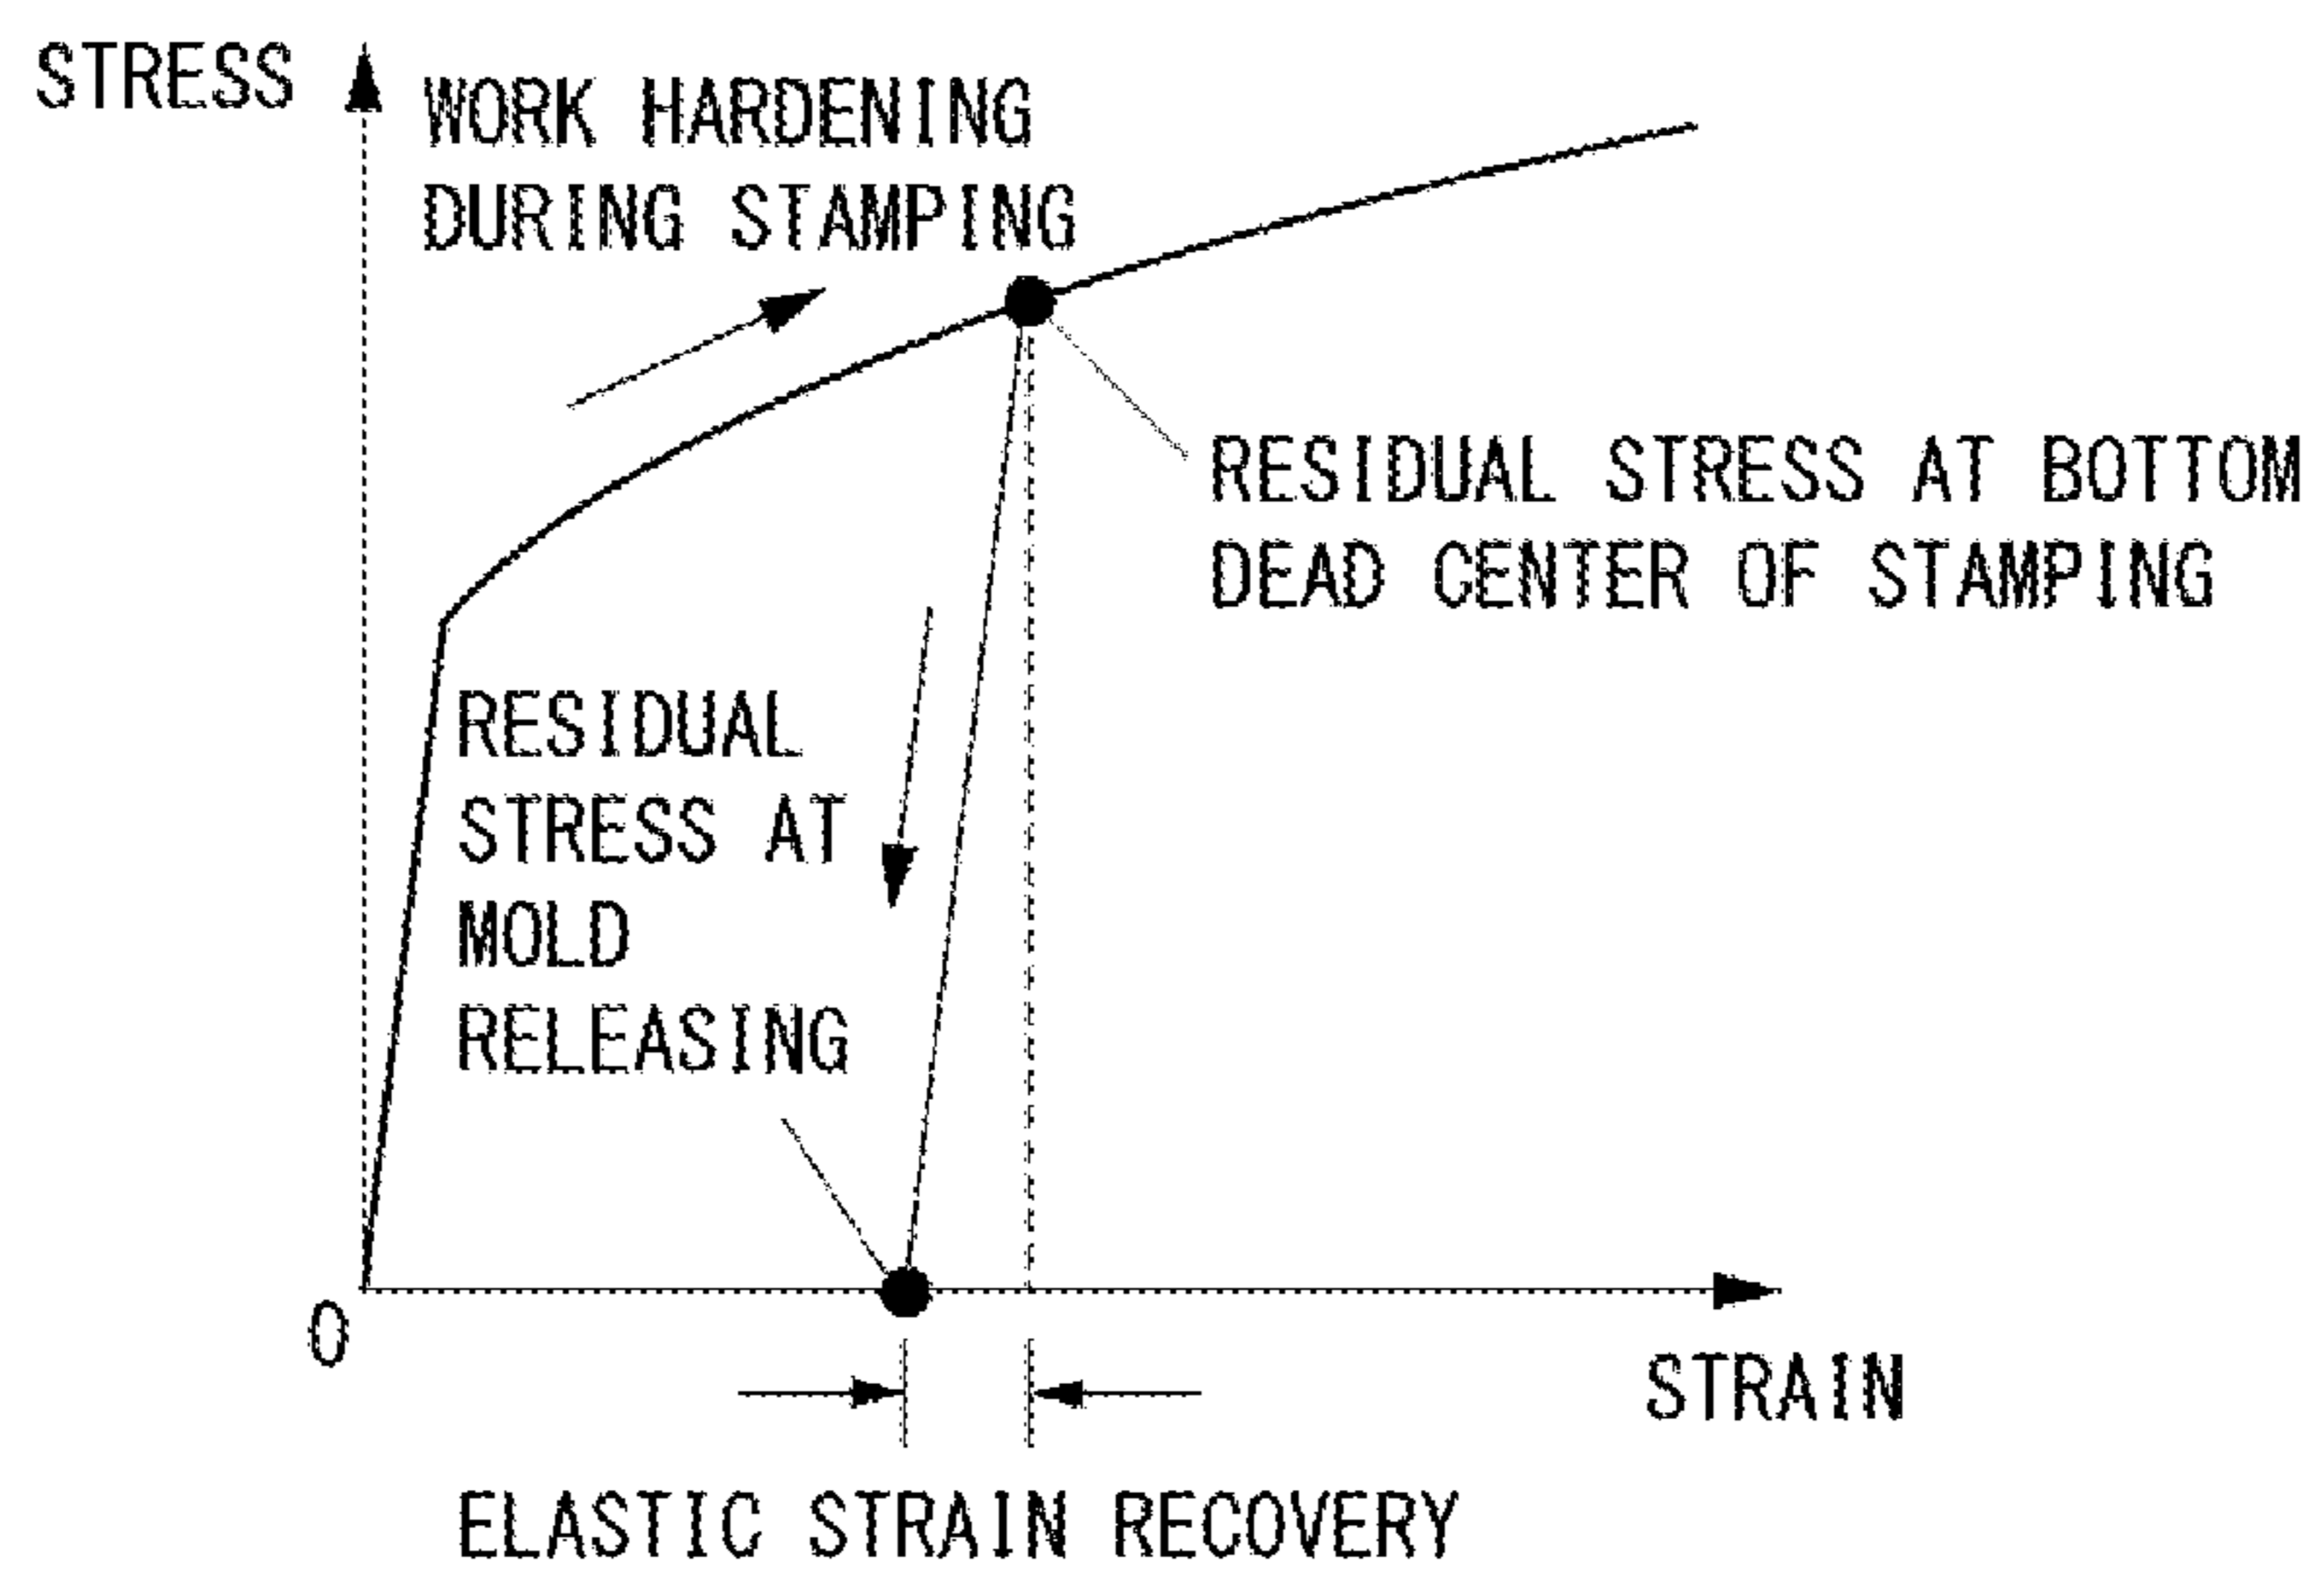 STRESS
WORK HARDENING
DURING STAMPING
RESIDUAL STRESS AT BOTTOM
DEAD CENTER OF STAMPING
RESIDUAL
STRESS AT
MOLD
RELEASING
0
STRAIN
ELASTIC STRAIN RECOVERY